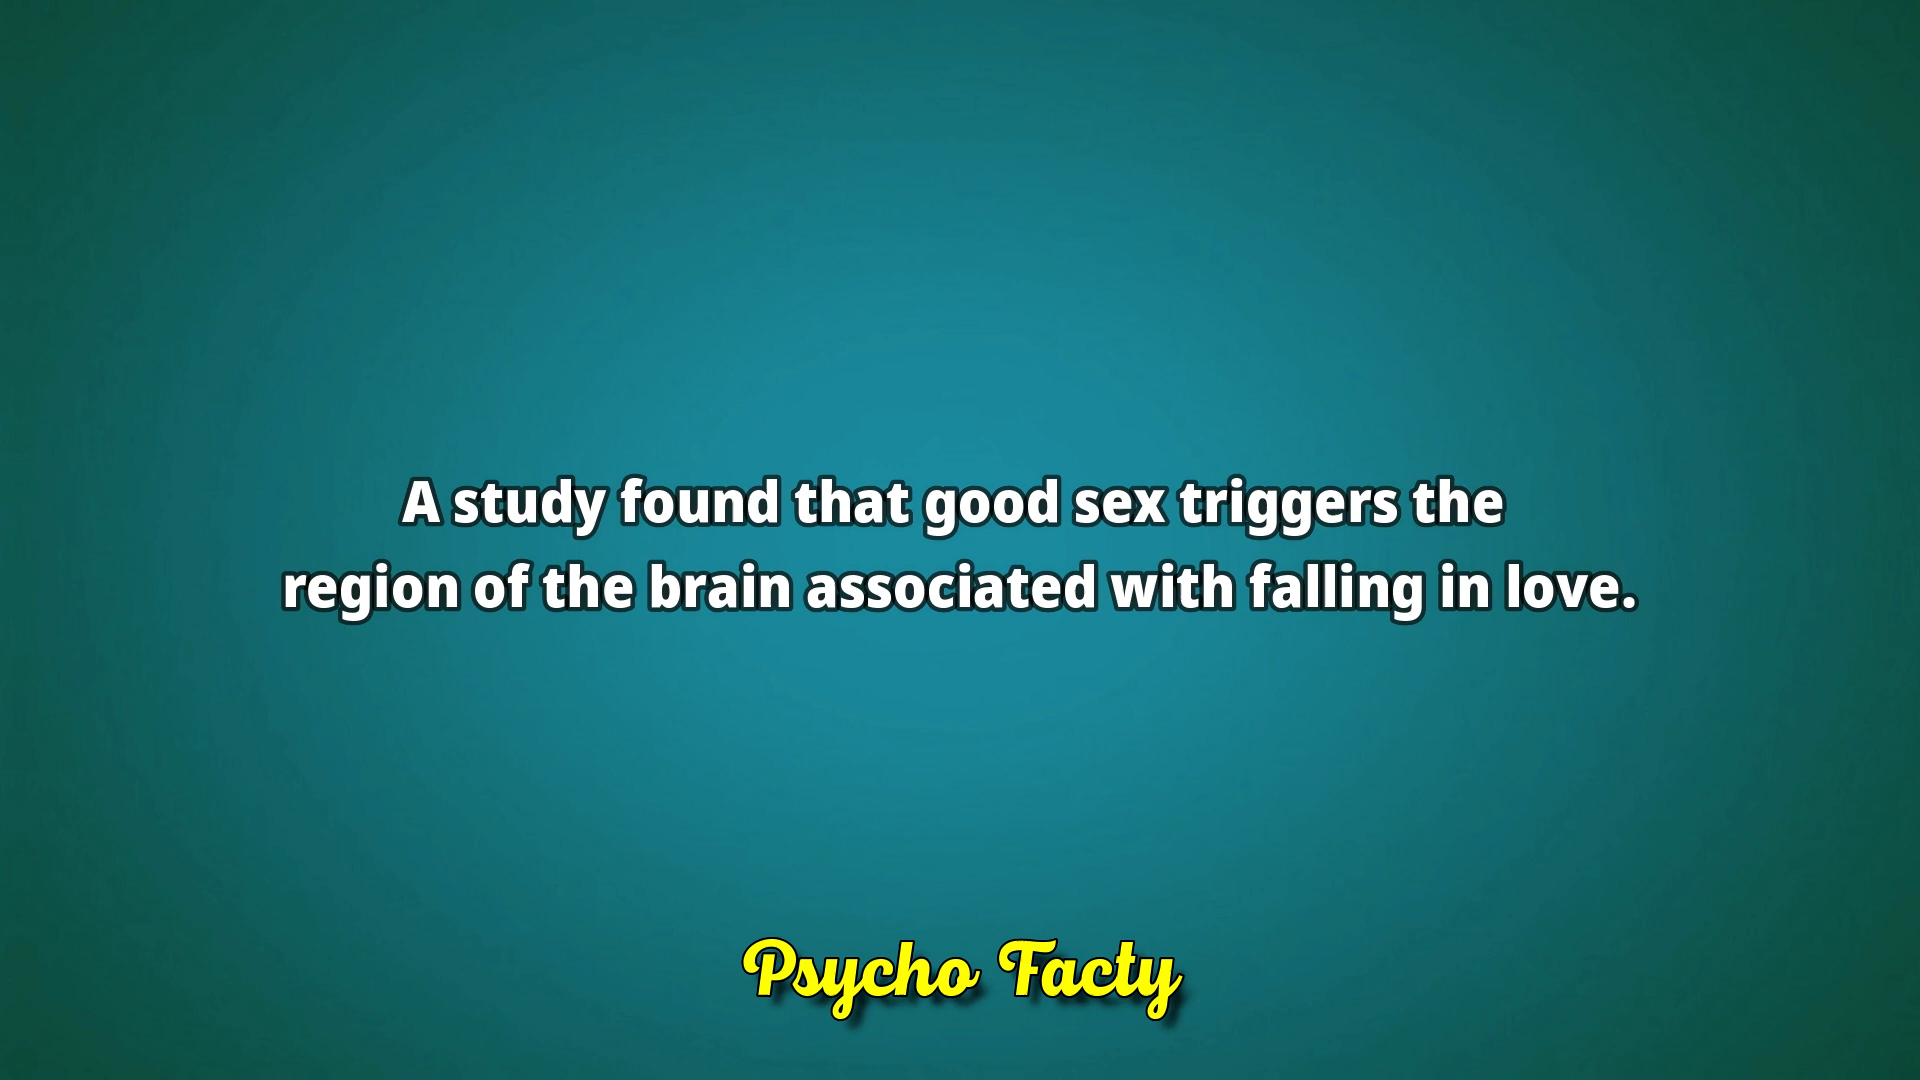 A study found that good sex triggers the
region of the brain associated with falling in love.
Psycho Facty